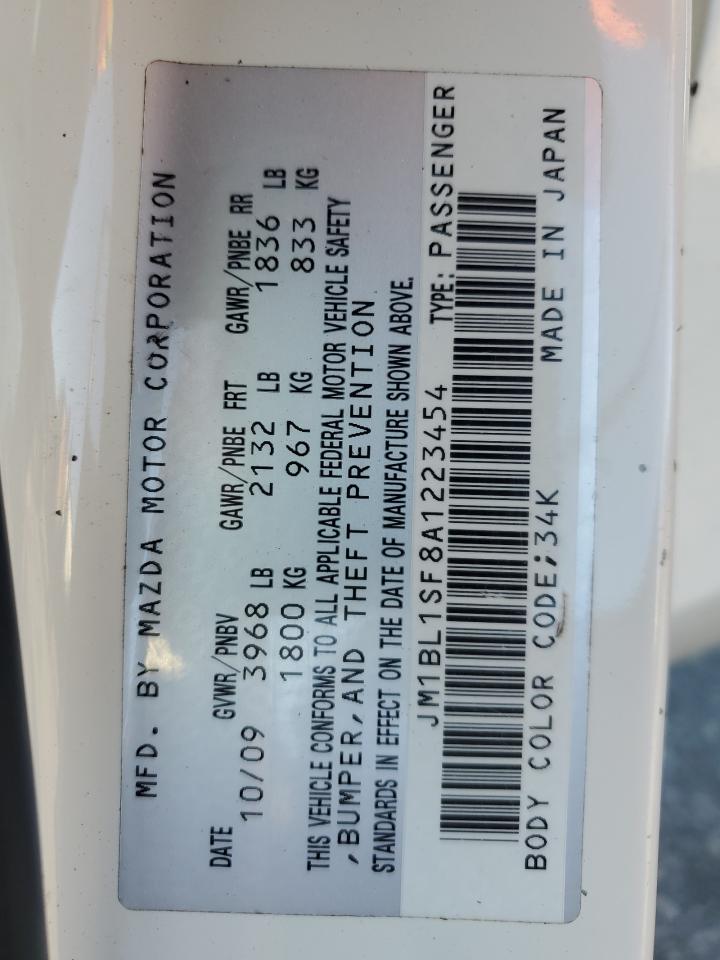 MFD. BY MAZDA MOTOR CORPORATION
DATE GVWR/PNBV GAWR/PNBE FRT GAWR/PNBE RR
10/09 3968 LB 2132 LB 1836 LB
1800 KG 967 KG 833 KG
THIS VEHICLE CONFORMS TO ALL APPLICABLE FEDERAL MOTOR VEHICLE SAFETY
,BUMPER,AND THEFT PREVENTION
STANDARDS IN EFFECT ON THE DATE OF MANUFACTURE SHOWN ABOVE.
JM1BL1SF8A1223454 TYPE: PASSENGER
BODY COLOR CODE;34K MADE IN JAPAN